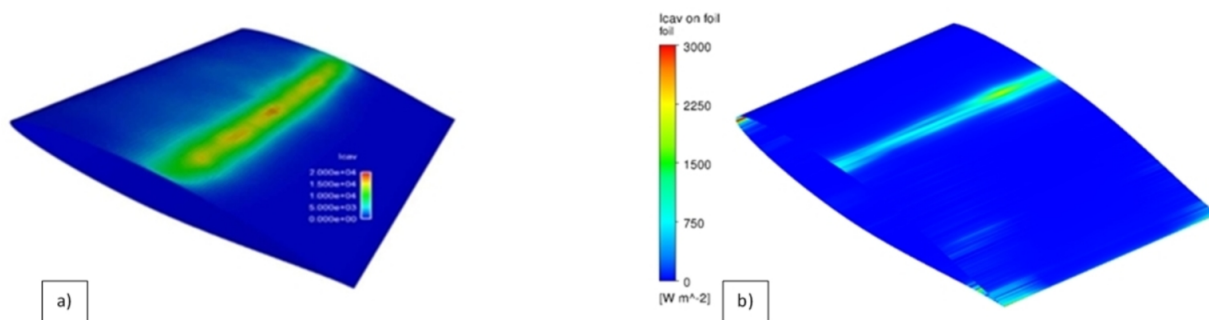 Icav
2.000e+04
1.500e+04
1.000e+04
5.000e+03
0.000e+00
a)
Icav on foil
foil
3000
2250
1500
750
0
[W m^-2]
b)